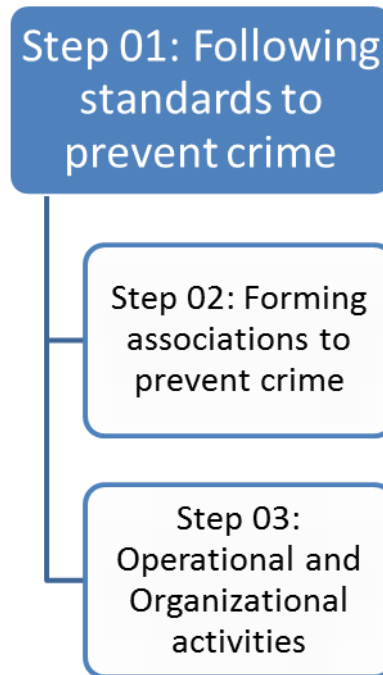 Step 01: Following
standards to
prevent crime
Step 02: Forming
associations to
prevent crime
Step 03:
Operational and
Organizational
activities